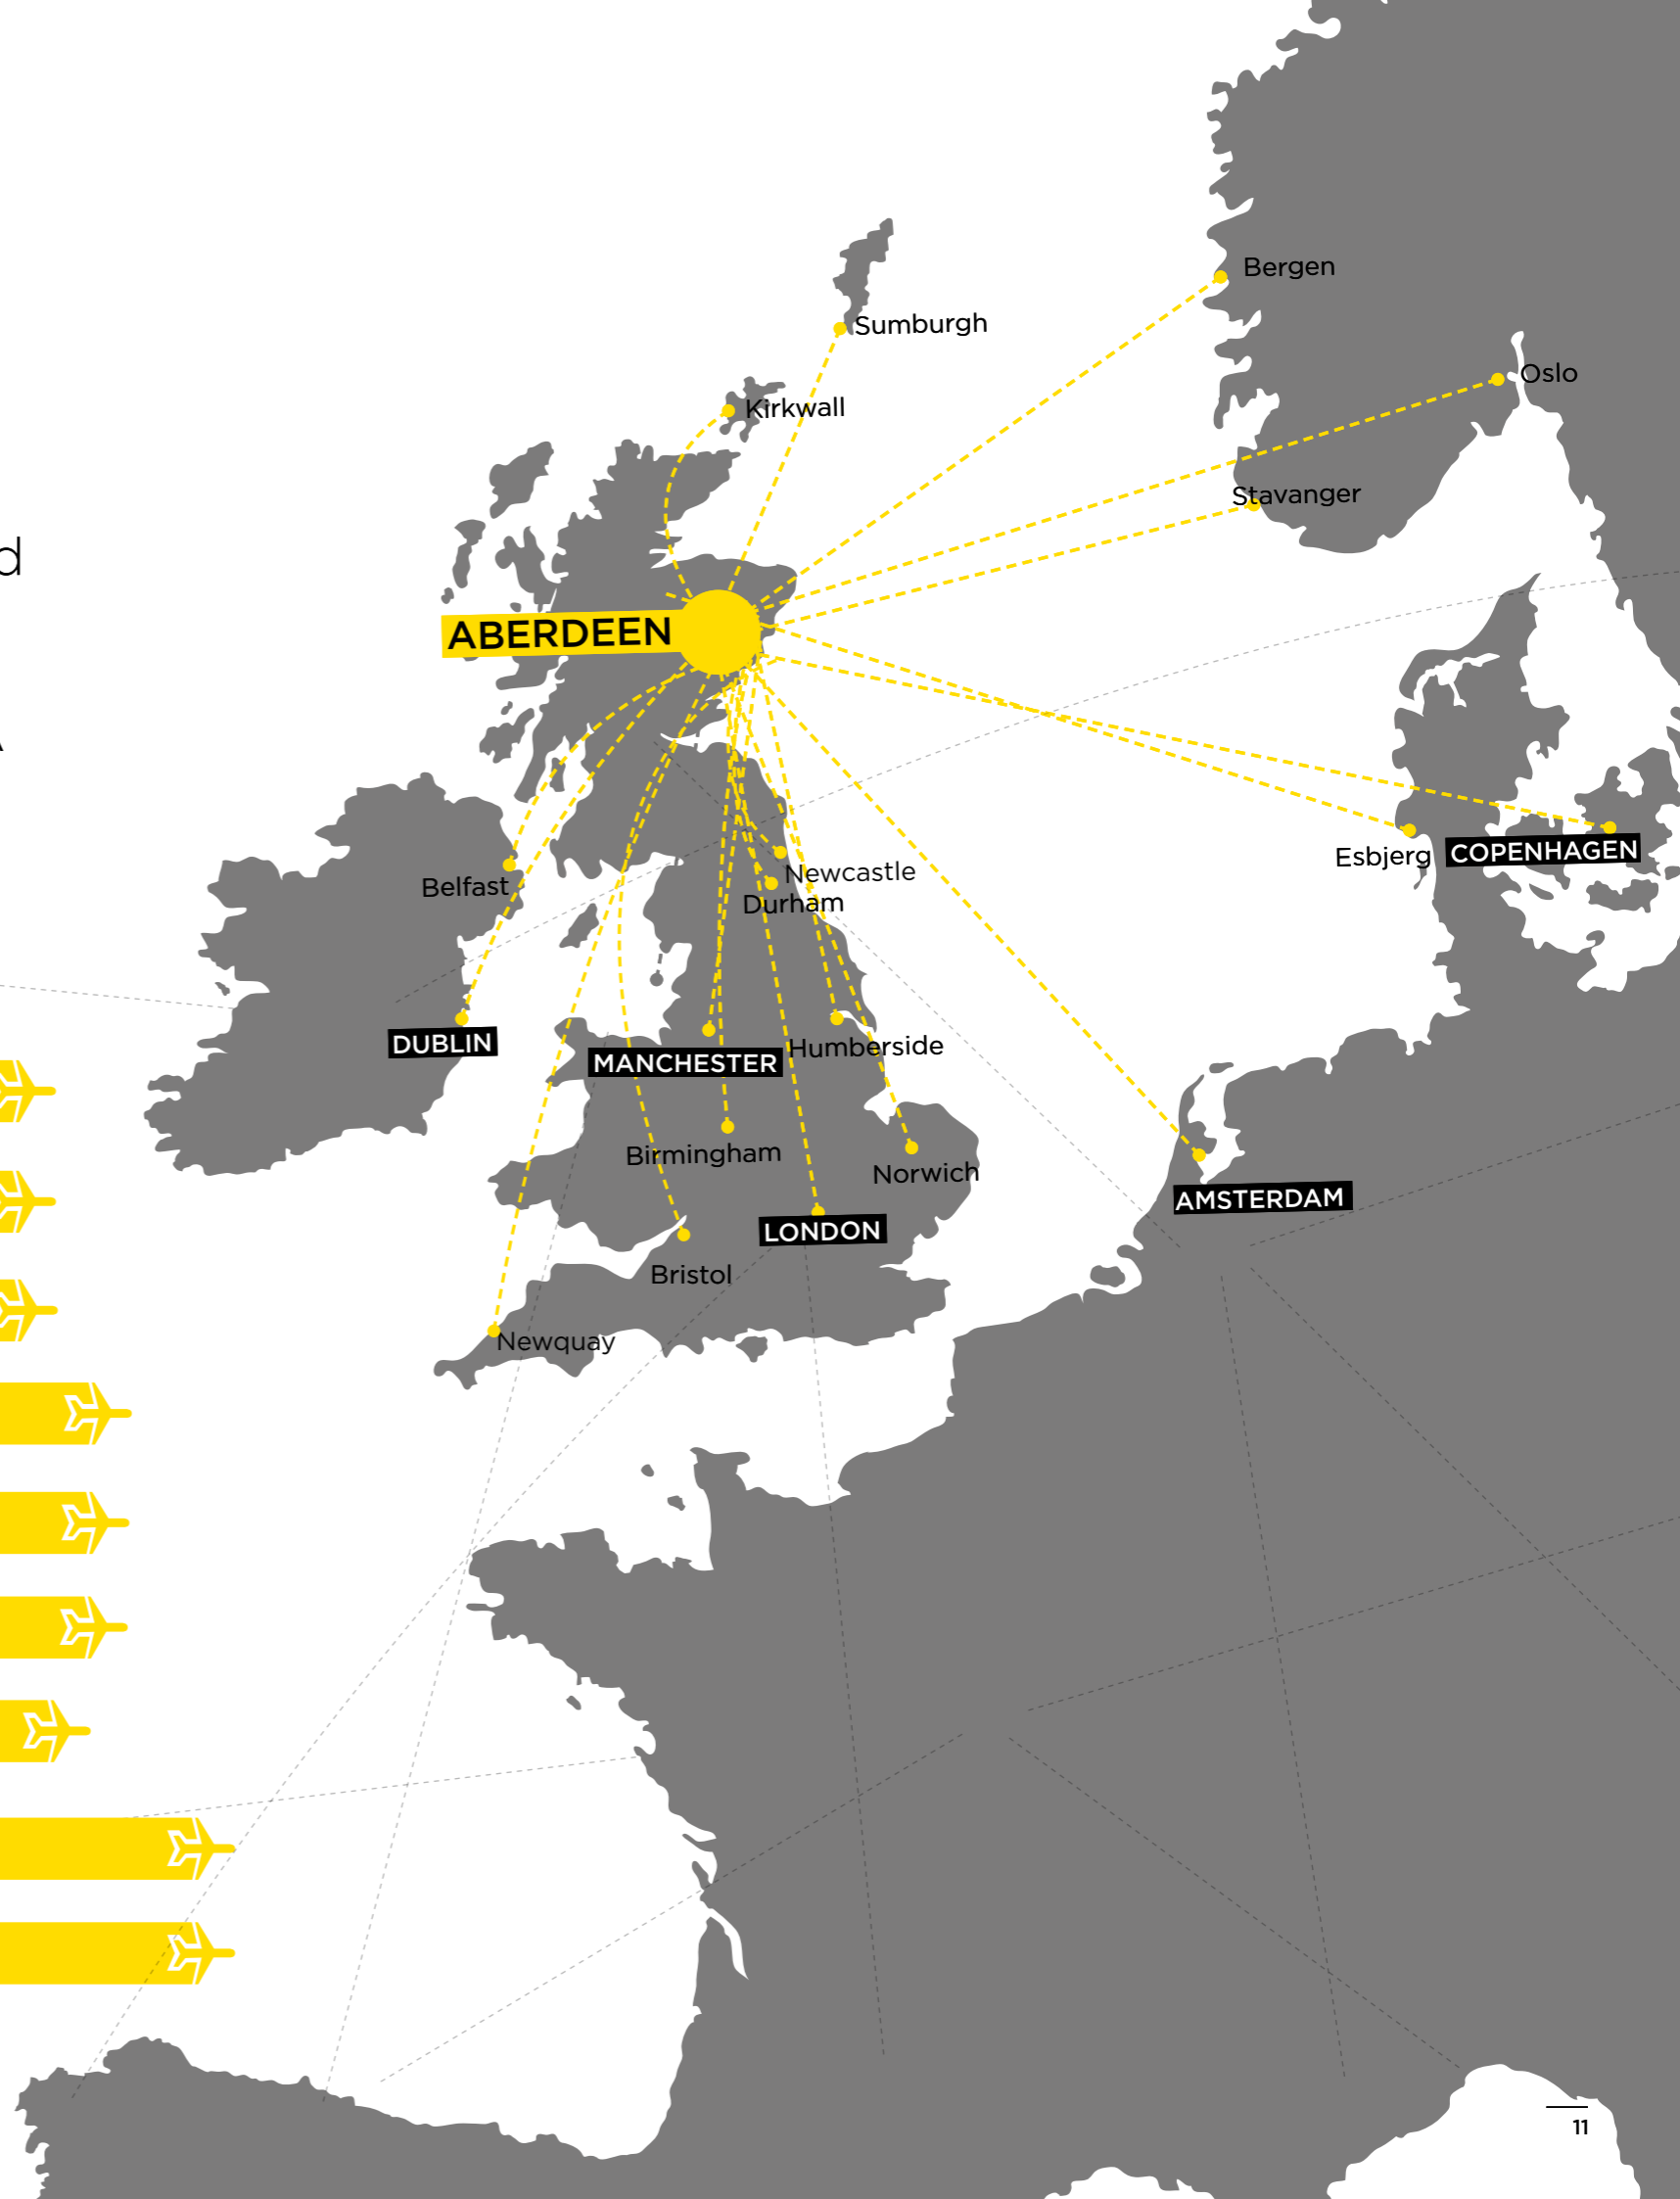 Bergen
Sumburgh
Oslo
Kirkwall
Stavanger
d
ABERDEEN
A
Esbjerg
COPENHAGEN
Newcastle
Belfast
Durham
DUBLIN
Humberside
MANCHESTER
Birmingham
Norwich
AMSTERDAM
LONDON
Bristol
Newquay
11